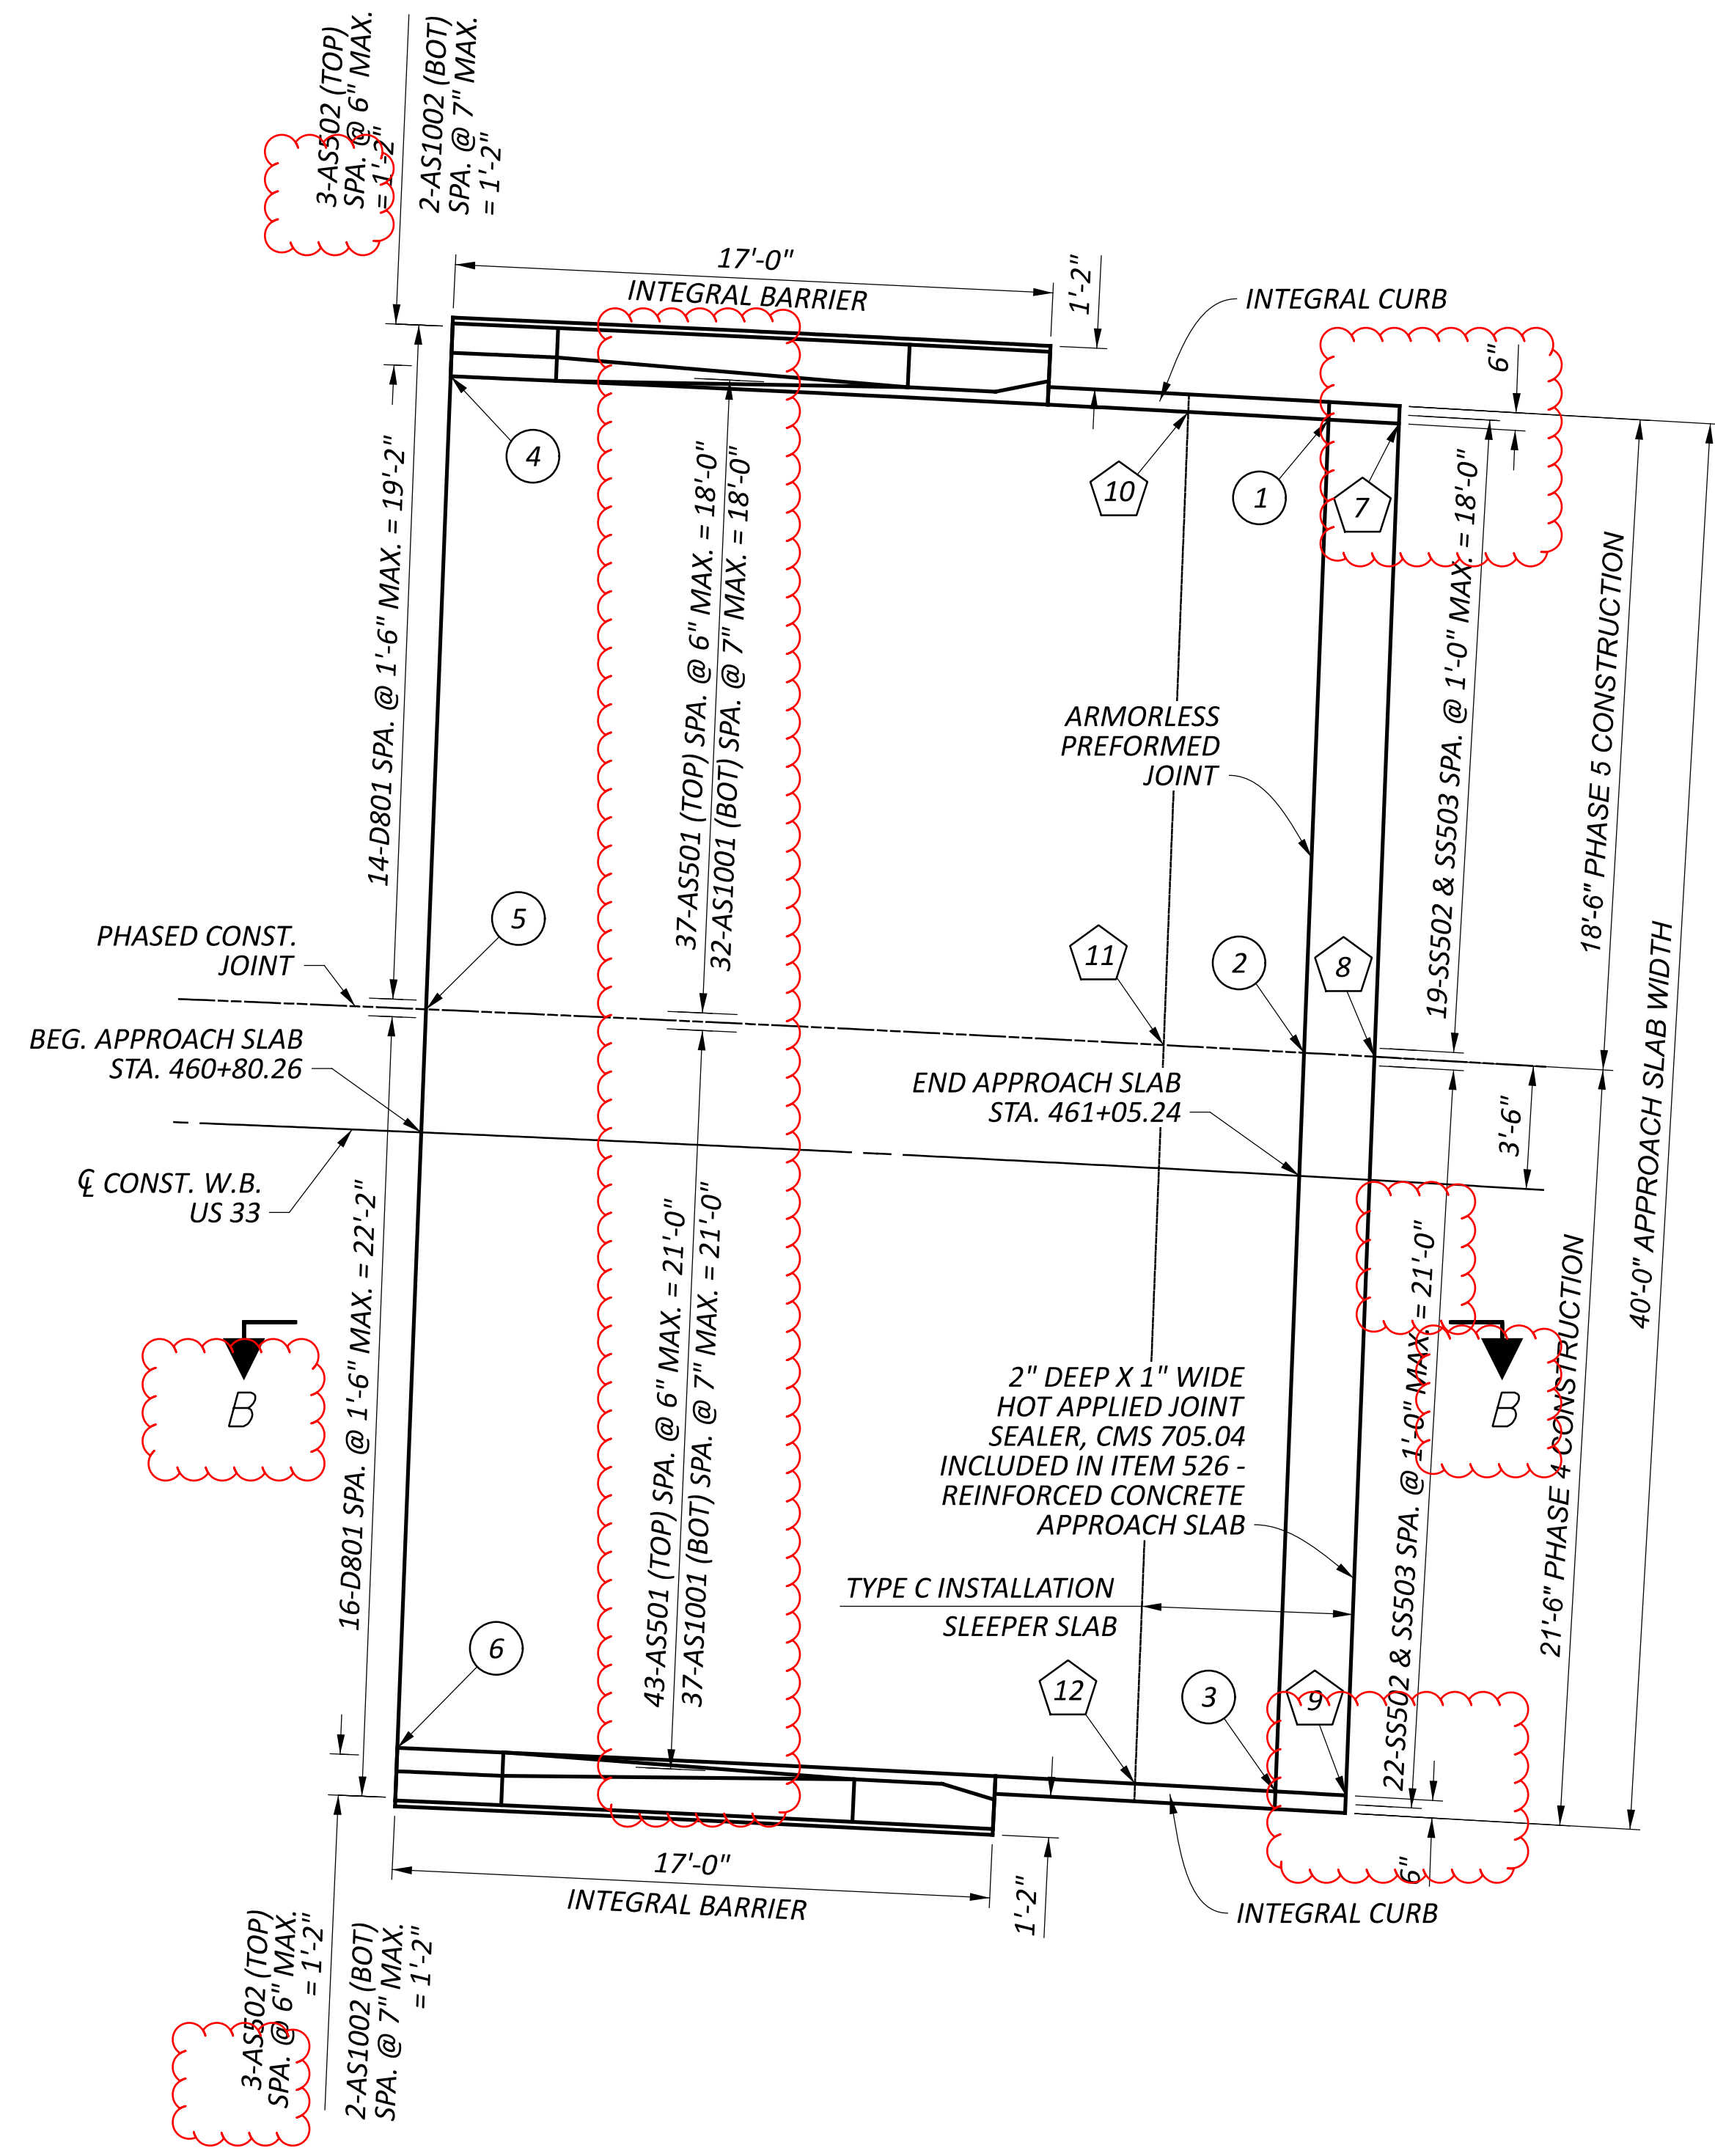 3-AS502 (TOP)
SPA. @ 6" MAX.
= 1'-2"
2-AS1002 (BOT)
SPA. @ 7" MAX.
= 1'-2"
17'-0"
INTEGRAL BARRIER
1'-2"
INTEGRAL CURB
6"
4
10
1
7
14-D801 SPA. @ 1'-6" MAX. = 19'-2"
37-AS501 (TOP) SPA. @ 6" MAX. = 18'-0"
32-AS1001 (BOT) SPA. @ 7" MAX. = 18'-0"
ARMORLESS
PREFORMED
JOINT
19-SS502 & SS503 SPA. @ 1'-0" MAX. = 18'-0"
18'-6" PHASE 5 CONSTRUCTION
40'-0" APPROACH SLAB WIDTH
5
11
2
8
PHASED CONST.
JOINT
BEG. APPROACH SLAB
STA. 460+80.26
END APPROACH SLAB
STA. 461+05.24
3'-6"
℄ CONST. W.B.
US 33
16-D801 SPA. @ 1'-6" MAX. = 22'-2"
43-AS501 (TOP) SPA. @ 6" MAX. = 21'-0"
37-AS1001 (BOT) SPA. @ 7" MAX. = 21'-0"
22-SS502 & SS503 SPA. @ 1'-0" MAX. = 21'-0"
21'-6" PHASE 4 CONSTRUCTION
B
B
2" DEEP X 1" WIDE
HOT APPLIED JOINT
SEALER, CMS 705.04
INCLUDED IN ITEM 526 -
REINFORCED CONCRETE
APPROACH SLAB
TYPE C INSTALLATION
SLEEPER SLAB
6
12
3
9
17'-0"
INTEGRAL BARRIER
1'-2"
6"
INTEGRAL CURB
3-AS502 (TOP)
SPA. @ 6" MAX.
= 1'-2"
2-AS1002 (BOT)
SPA. @ 7" MAX.
= 1'-2"